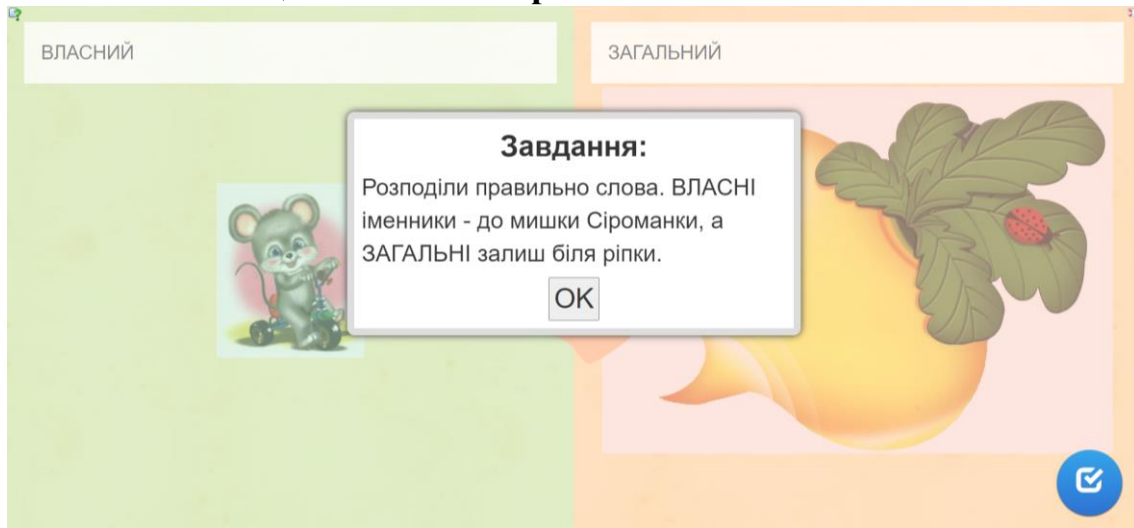 ВЛАСНИЙ
ЗАГАЛЬНИЙ
Завдання:
Розподіли правильно слова. ВЛАСНІ
іменники - до мишки Сіроманки, а
ЗАГАЛЬНІ залиш біля ріпки.
OK